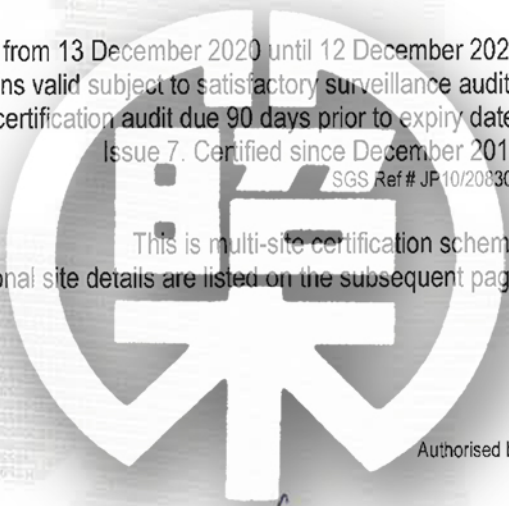 from 13 December 2020 until 12 December 202
ns valid subject to satisfactory surveillance audit
certification audit due 90 days prior to expiry date
Issue 7. Certified since December 201
SGS Ref # JP10/20830
This is multi-site certification schem
onal site details are listed on the subsequent pag
Authorised b